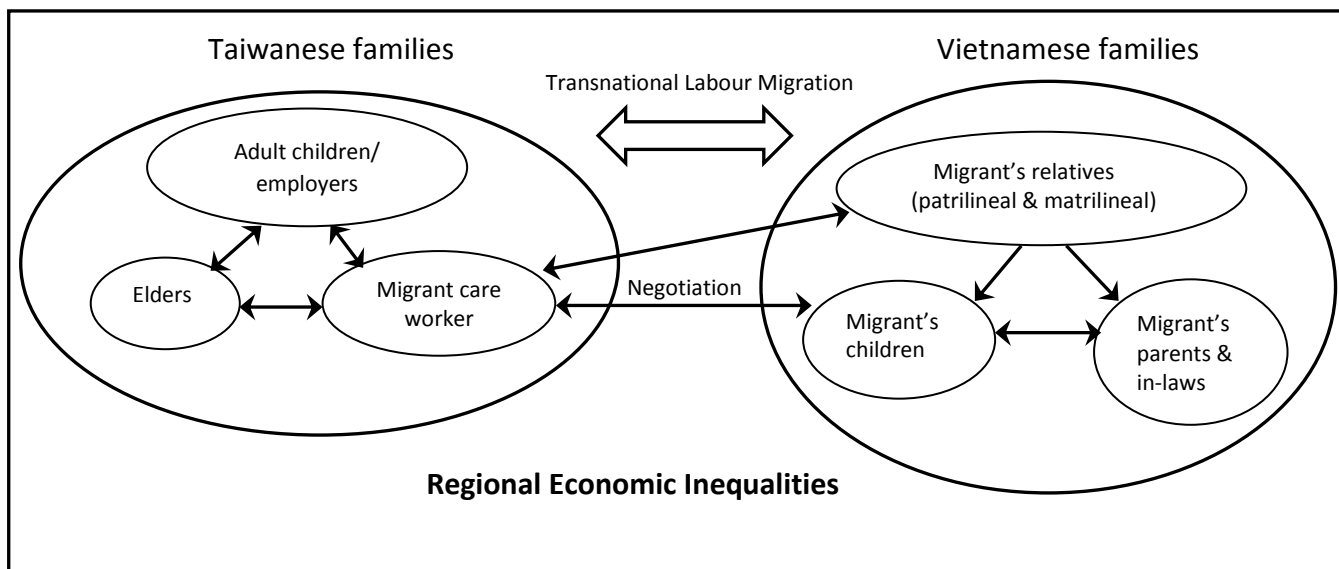 Taiwanese families
Vietnamese families
Transnational Labour Migration
Adult children/
employers
Migrant's relatives
(patrilineal & matrilineal)
Elders
Migrant care
worker
Negotiation
Migrant's
children
Migrant's
parents &
in-laws
Regional Economic Inequalities